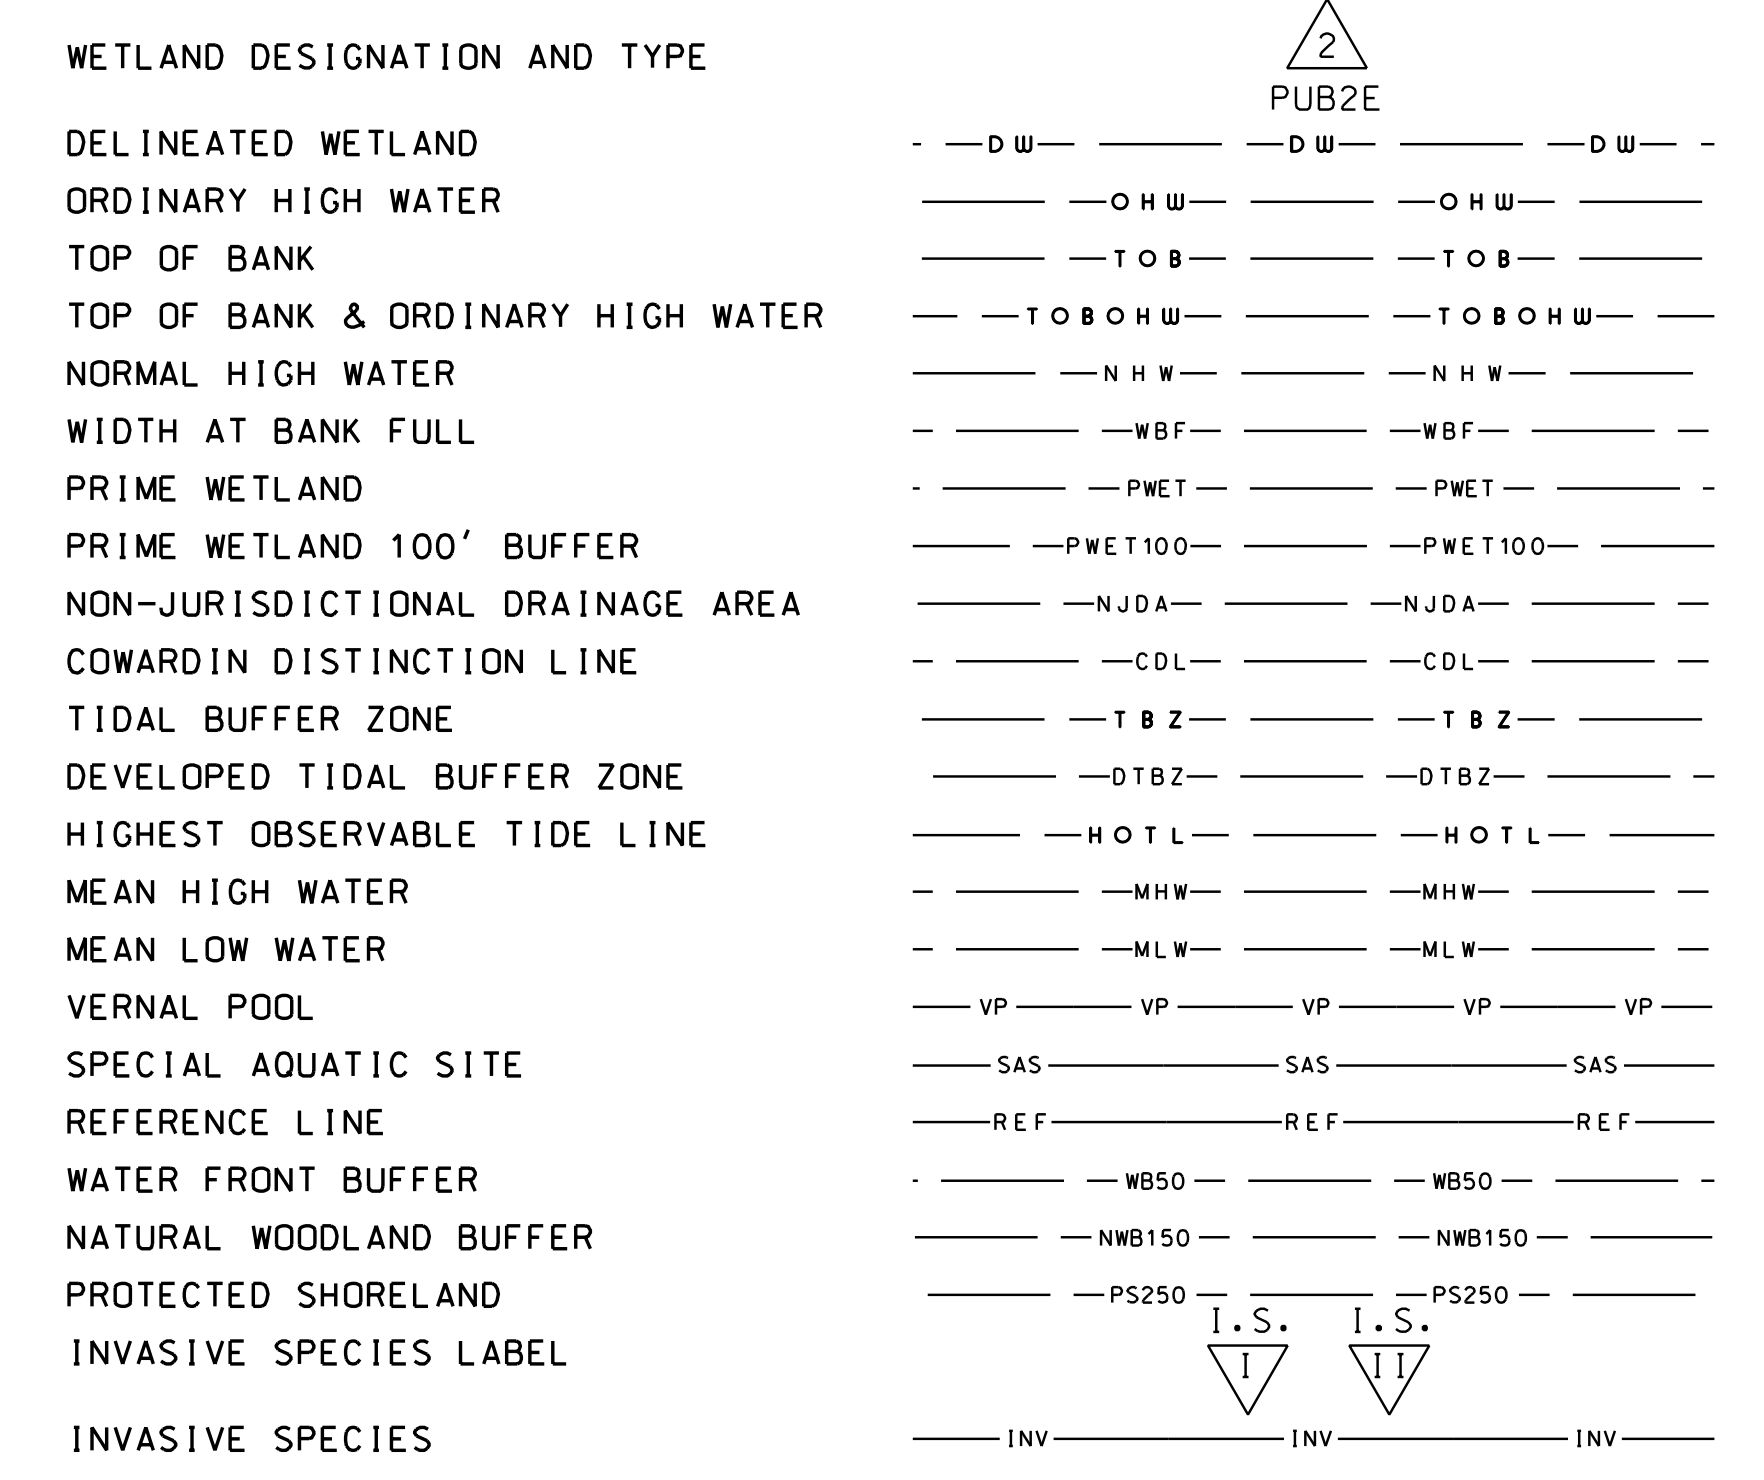 WETLAND DESIGNATION AND TYPE 2
PUB2E
DELINEATED WETLAND DW DW DW
ORDINARY HIGH WATER OHW OHW
TOP OF BANK TOB TOB
TOP OF BANK & ORDINARY HIGH WATER TOBOHW TOBOHW
NORMAL HIGH WATER NHW NHW
WIDTH AT BANK FULL WBF WBF
PRIME WETLAND PWET PWET
PRIME WETLAND 100' BUFFER PWET100 PWET100
NON-JURISDICTIONAL DRAINAGE AREA NJDA NJDA
COWARDIN DISTINCTION LINE CDL CDL
TIDAL BUFFER ZONE TBZ TBZ
DEVELOPED TIDAL BUFFER ZONE DTBZ DTBZ
HIGHEST OBSERVABLE TIDE LINE HOTL HOTL
MEAN HIGH WATER MHW MHW
MEAN LOW WATER MLW MLW
VERNAL POOL VP VP VP VP VP
SPECIAL AQUATIC SITE SAS SAS SAS
REFERENCE LINE REF REF REF
WATER FRONT BUFFER WB50 WB50
NATURAL WOODLAND BUFFER NWB150 NWB150
PROTECTED SHORELAND PS250 PS250
I.S. I.S.
INVASIVE SPECIES LABEL I II
INVASIVE SPECIES INV INV INV